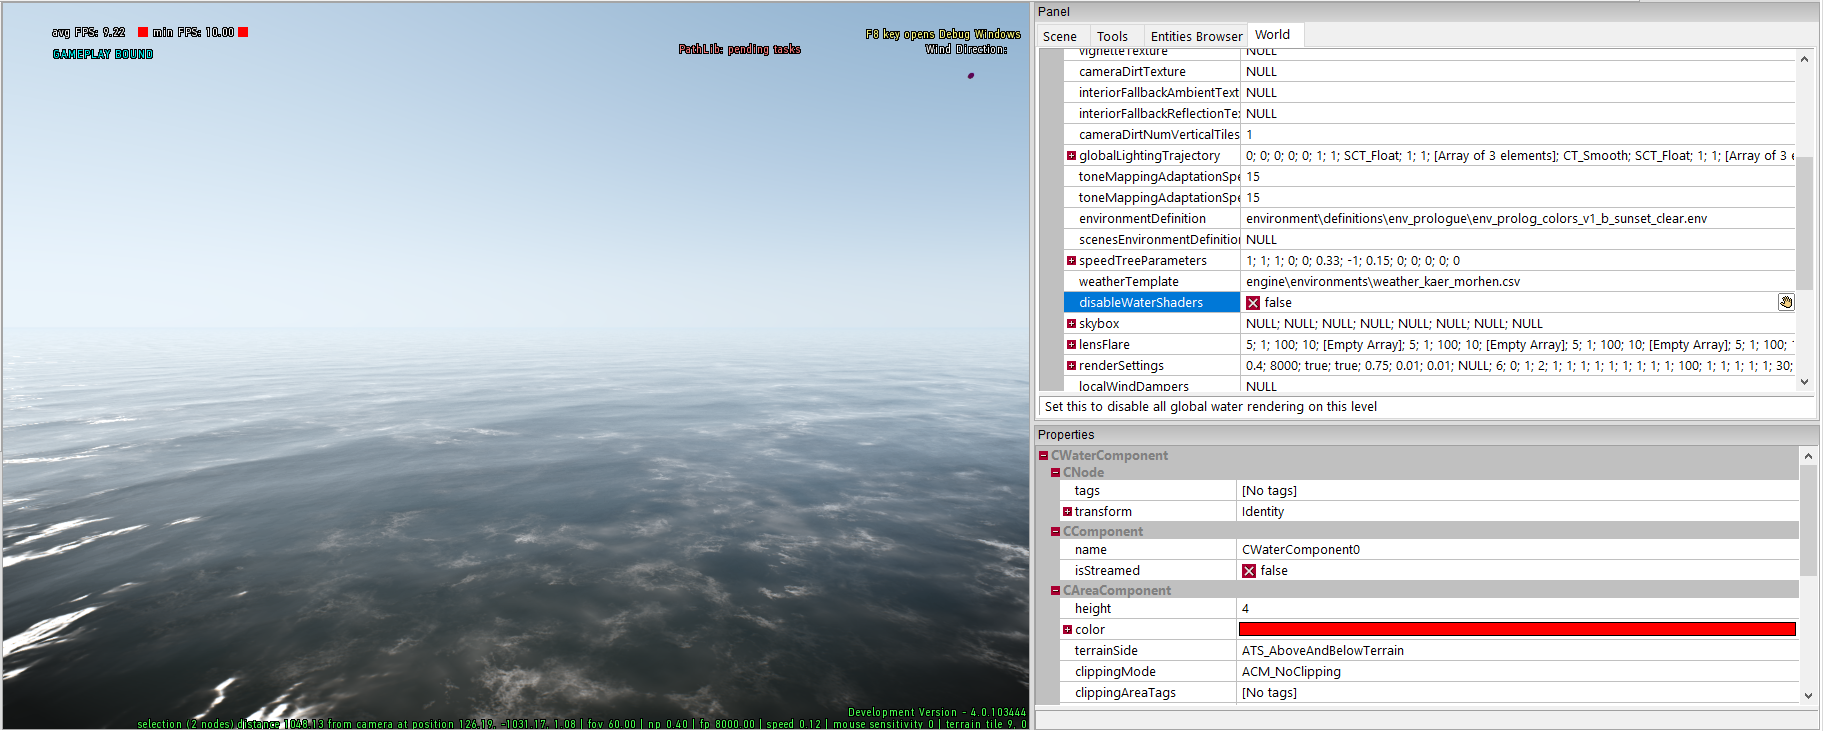 avg FPS: 9.22 min FPS: 10.00
GAMEPLAY BOUND
PathLib: pending tasks
F8 key opens Debug Windows
Wind Direction:
Development Version - 4.0.103444
selection (2 nodes) distance 1048.13 from camera at position 126.19, -1031.17, 1.08 | fov 60.00 | np 0.40 | fp 8000.00 | speed 0.12 | mouse sensitivity 0 | terrain tile 9, 0
Panel
Scene Tools Entities Browser World
vignetteTexture NULL
cameraDirtTexture NULL
interiorFallbackAmbientText NULL
interiorFallbackReflectionTe NULL
cameraDirtNumVerticalTiles 1
globalLightingTrajectory 0; 0; 0; 0; 0; 1; 1; SCT_Float; 1; 1; [Array of 3 elements]; CT_Smooth; SCT_Float; 1; 1; [Array of 3 e
toneMappingAdaptationSpe 15
toneMappingAdaptationSpe 15
environmentDefinition environment\definitions\env_prologue\env_prolog_colors_v1_b_sunset_clear.env
scenesEnvironmentDefinition NULL
speedTreeParameters 1; 1; 1; 0; 0; 0.33; -1; 0.15; 0; 0; 0; 0; 0
weatherTemplate engine\environments\weather_kaer_morhen.csv
disableWaterShaders false
skybox NULL; NULL; NULL; NULL; NULL; NULL; NULL; NULL
lensFlare 5; 1; 100; 10; [Empty Array]; 5; 1; 100; 10; [Empty Array]; 5; 1; 100; 10; [Empty Array]; 5; 1; 100;
renderSettings 0.4; 8000; true; true; 0.75; 0.01; 0.01; NULL; 6; 0; 1; 2; 1; 1; 1; 1; 1; 1; 1; 1; 1; 100; 1; 1; 1; 1; 1; 30;
localWindDampers NULL
Set this to disable all global water rendering on this level
Properties
CWaterComponent
CNode
tags [No tags]
transform Identity
CComponent
name CWaterComponent0
isStreamed false
CAreaComponent
height 4
color
terrainSide ATS_AboveAndBelowTerrain
clippingMode ACM_NoClipping
clippingAreaTags [No tags]